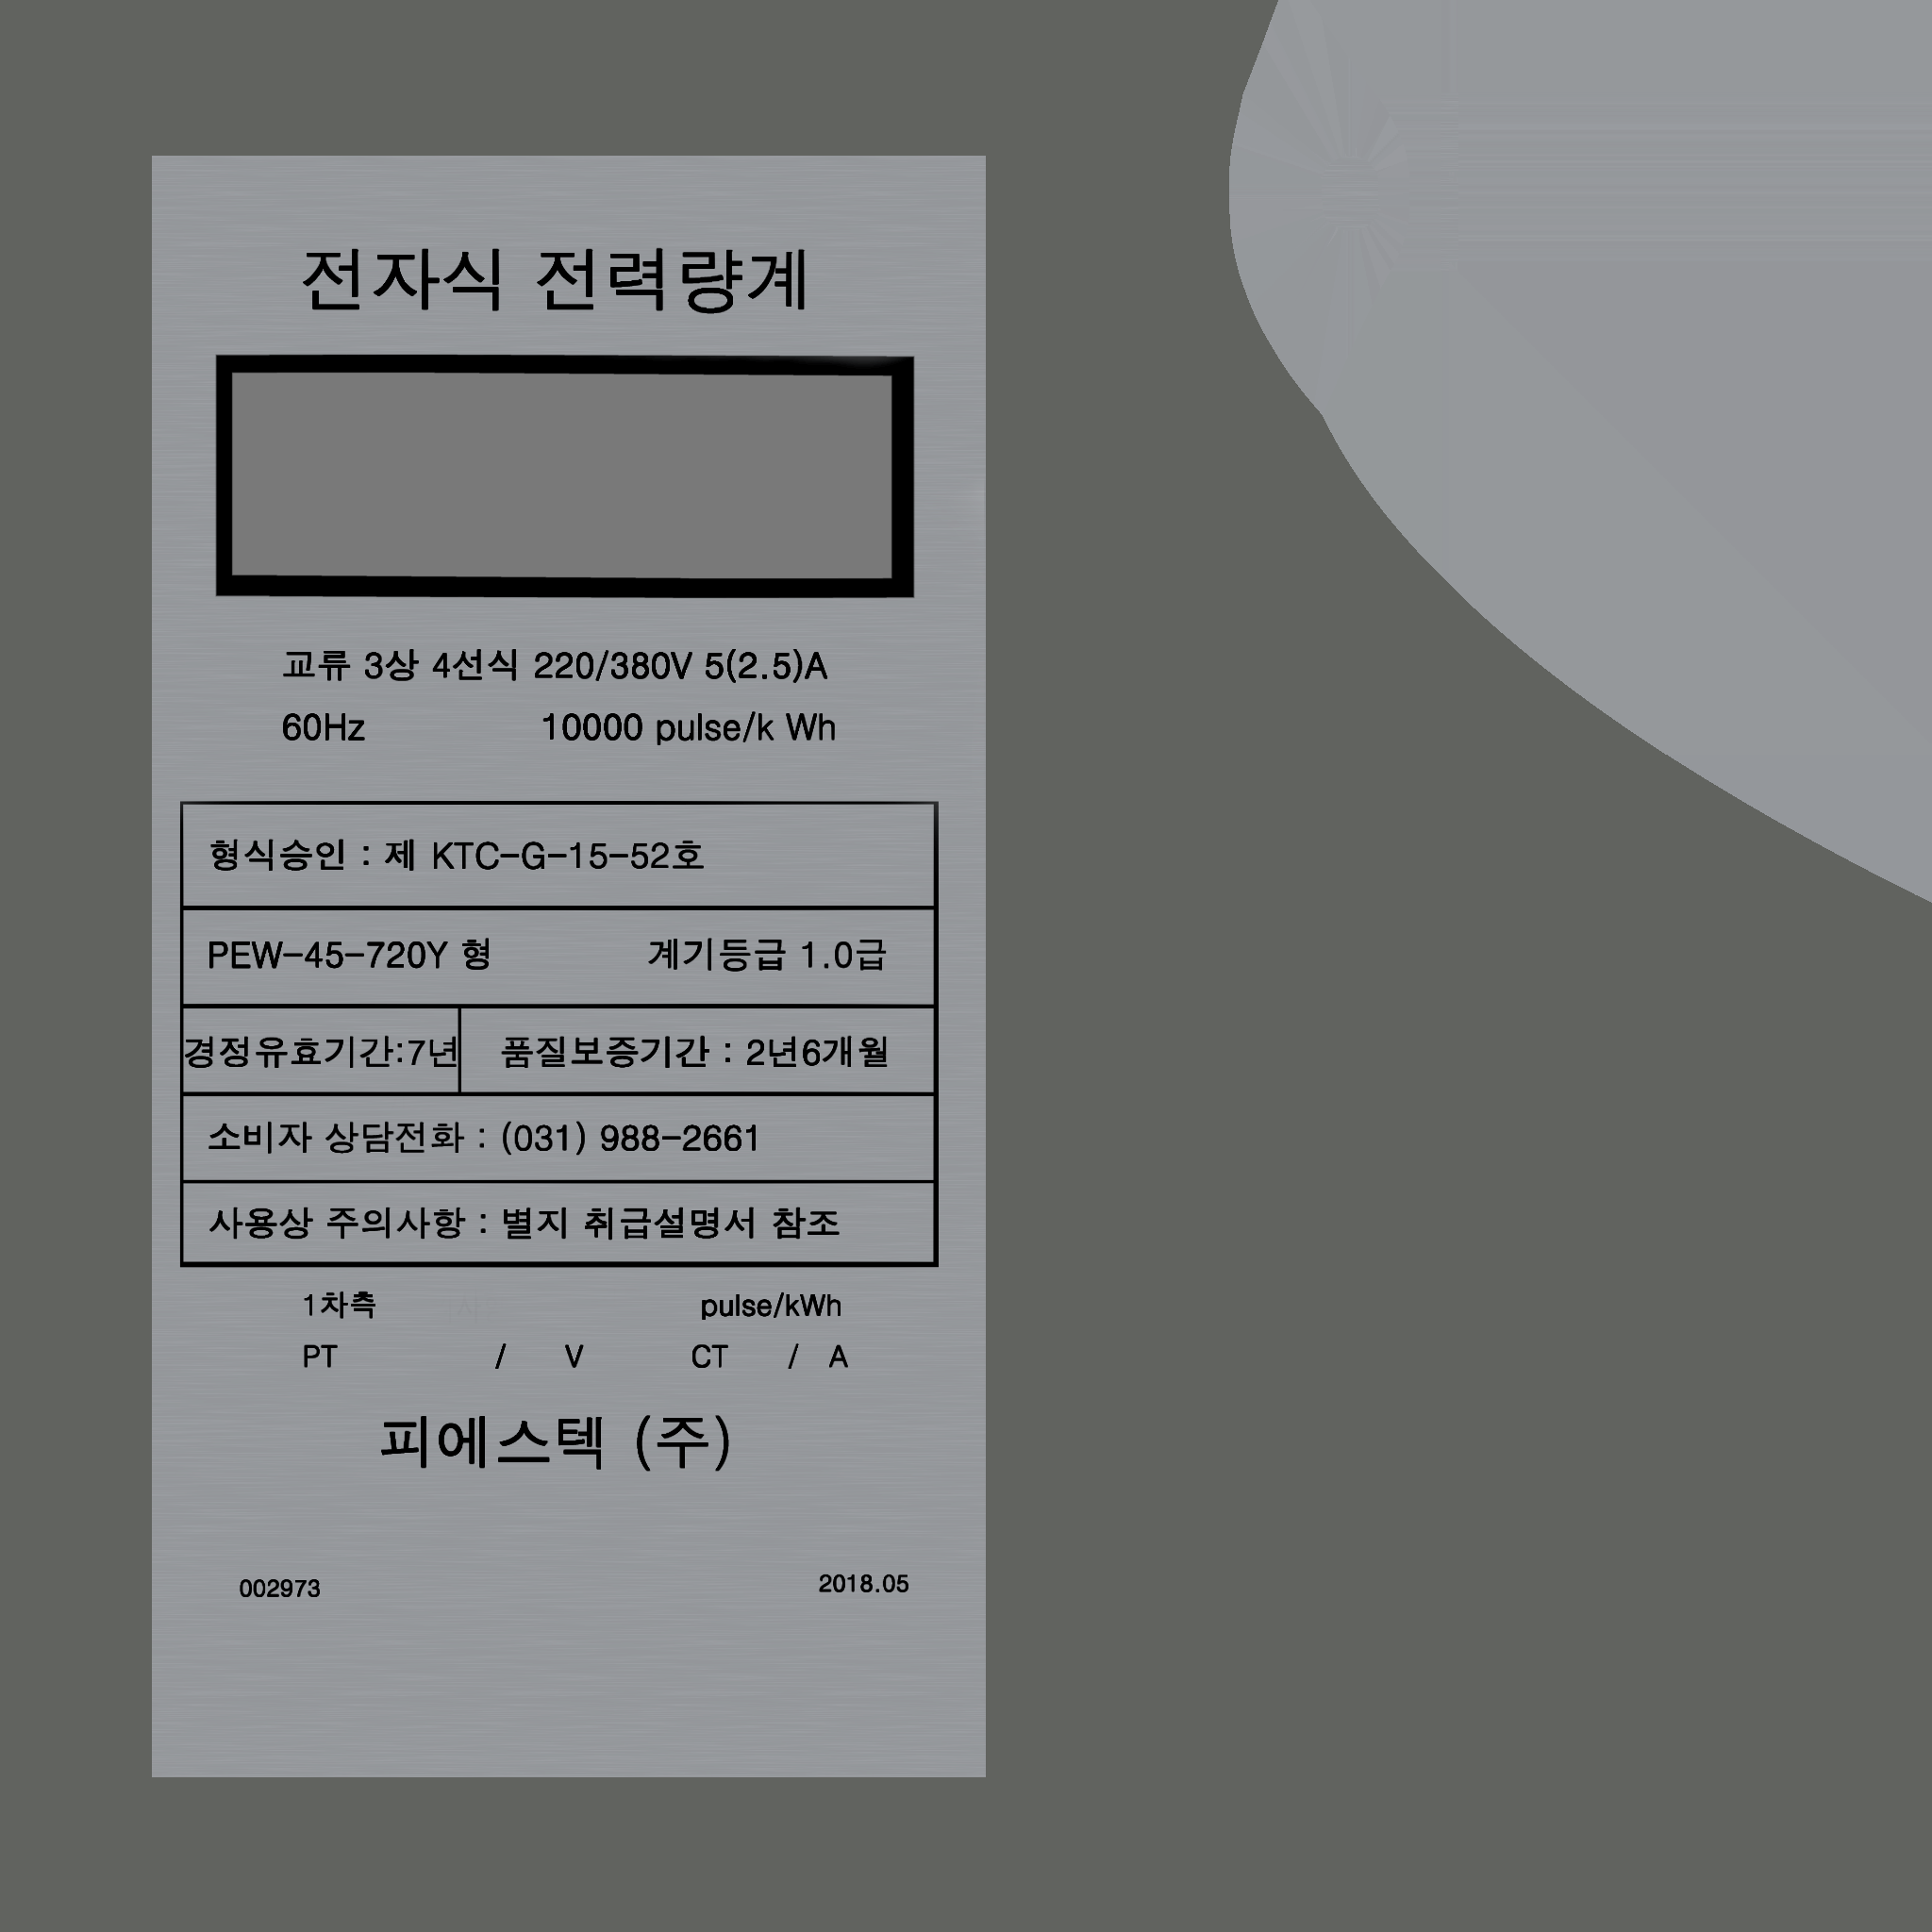 전자식 전력량계
교류 3상 4선식 220/380V 5(2.5)A
60Hz 10000 pulse/k Wh
형식승인 : 제 KTC-G-15-52호
PEW-45-720Y 형 계기등급 1.0급
경정유효기간:7년 품질보증기간 : 2년6개월
소비자 상담전화 : (031) 988-2661
사용상 주의사항 : 별지 취급설명서 참조
1차측 pulse/kWh
PT / V CT / A
피에스텍 (주)
002973 2018.05